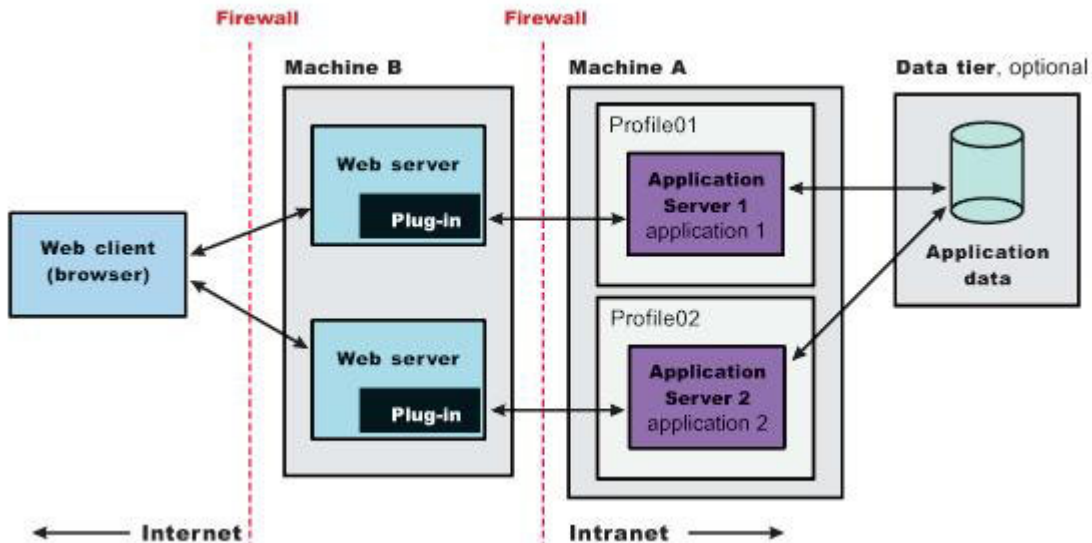 Firewall
Firewall
Machine B
Machine A
Data tier, optional
Web client
(browser)
Web server
Plug-in
Web server
Plug-in
Profile01
Application
Server 1
application 1
Profile02
Application
Server 2
application 2
Application
data
Internet
Intranet